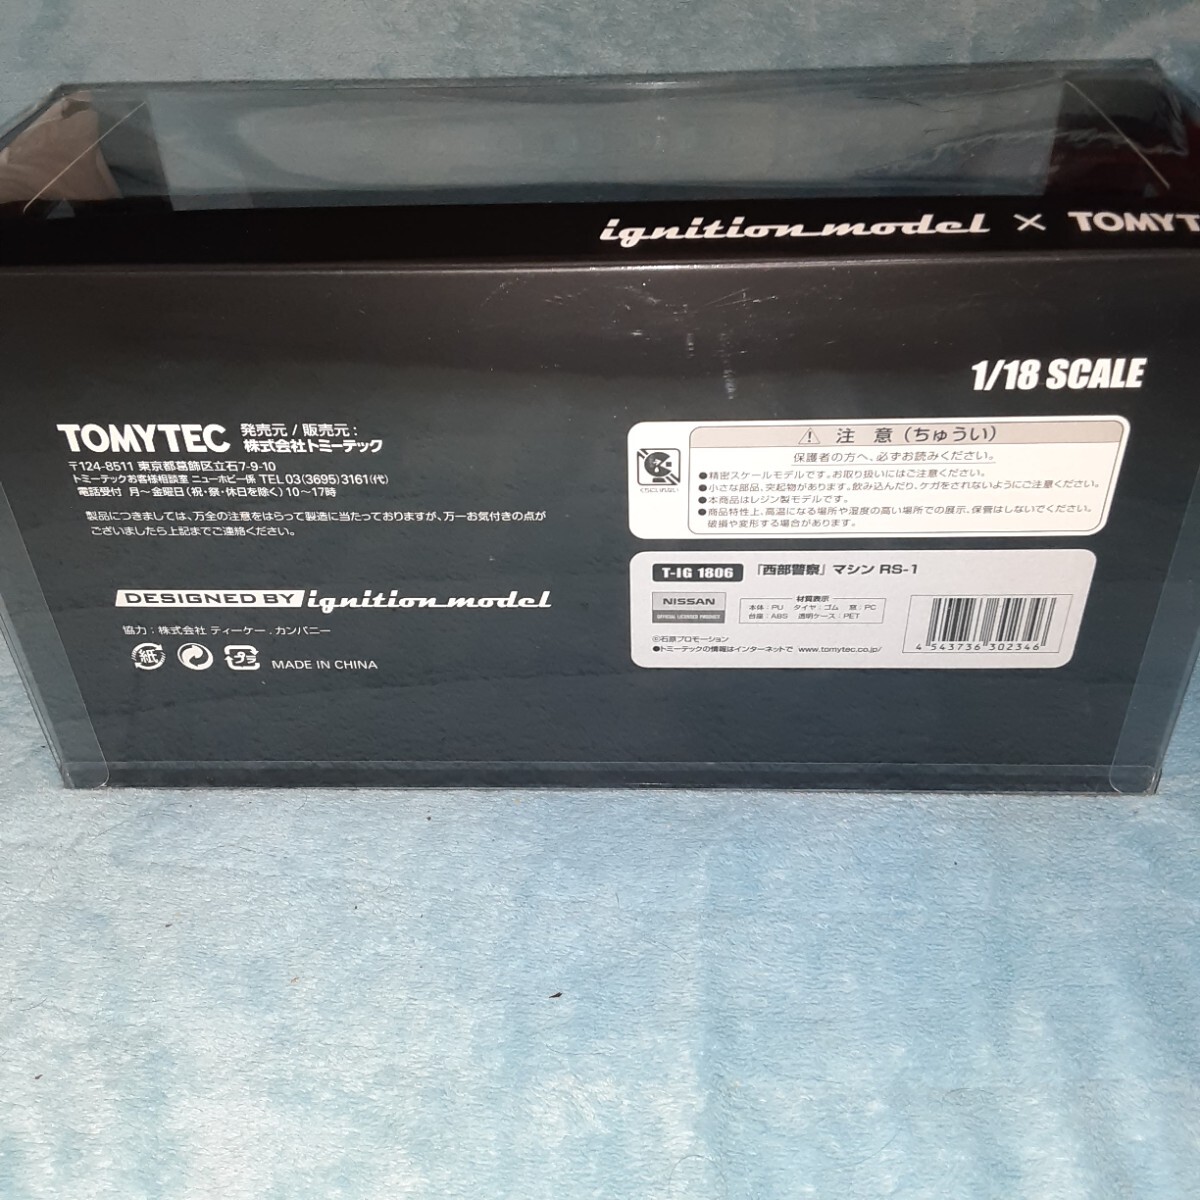 ignition model × TOMYT
1/18 SCALE
TOMYTEC 発売元 / 販売元:
株式会社トミーテック
〒124-8511 東京都葛飾区立石7-9-10
トミーテックお客様相談室 ニューホビー係 TEL 03(3695)3161(代)
電話受付 月~金曜日(祝・祭・休日を除く)10~17時
製品につきましては、万全の注意をはらって製造に当たっておりますが、万一お気付きの点が
ございましたら上記までご連絡ください。
DESIGNED BY ignition model
協力:株式会社 ティーケー.カンパニー
紙
プラ
MADE IN CHINA
注 意(ちゅうい)
保護者の方へ、必ずお読みください。
●精密スケールモデルです。お取り扱いにはご注意ください。
●小さな部品、突起物があります。飲み込んだり、ケガをされないようにご注意ください。
●本商品はレジン製モデルです。
●商品特性上、高温になる場所や湿度の高い場所での展示、保管はしないでください。
破損や変形する場合があります。
T-IG 1806 「西部警察」マシン RS-1
NISSAN
OFFICIAL LICENSED PRODUCT
材質表示
本体:PU タイヤ:ゴム 窓:PC
台座:ABS 透明ケース:PET
©石原プロモーション
●トミーテックの情報はインターネットで www.tomytec.co.jp/
4 543736 302346